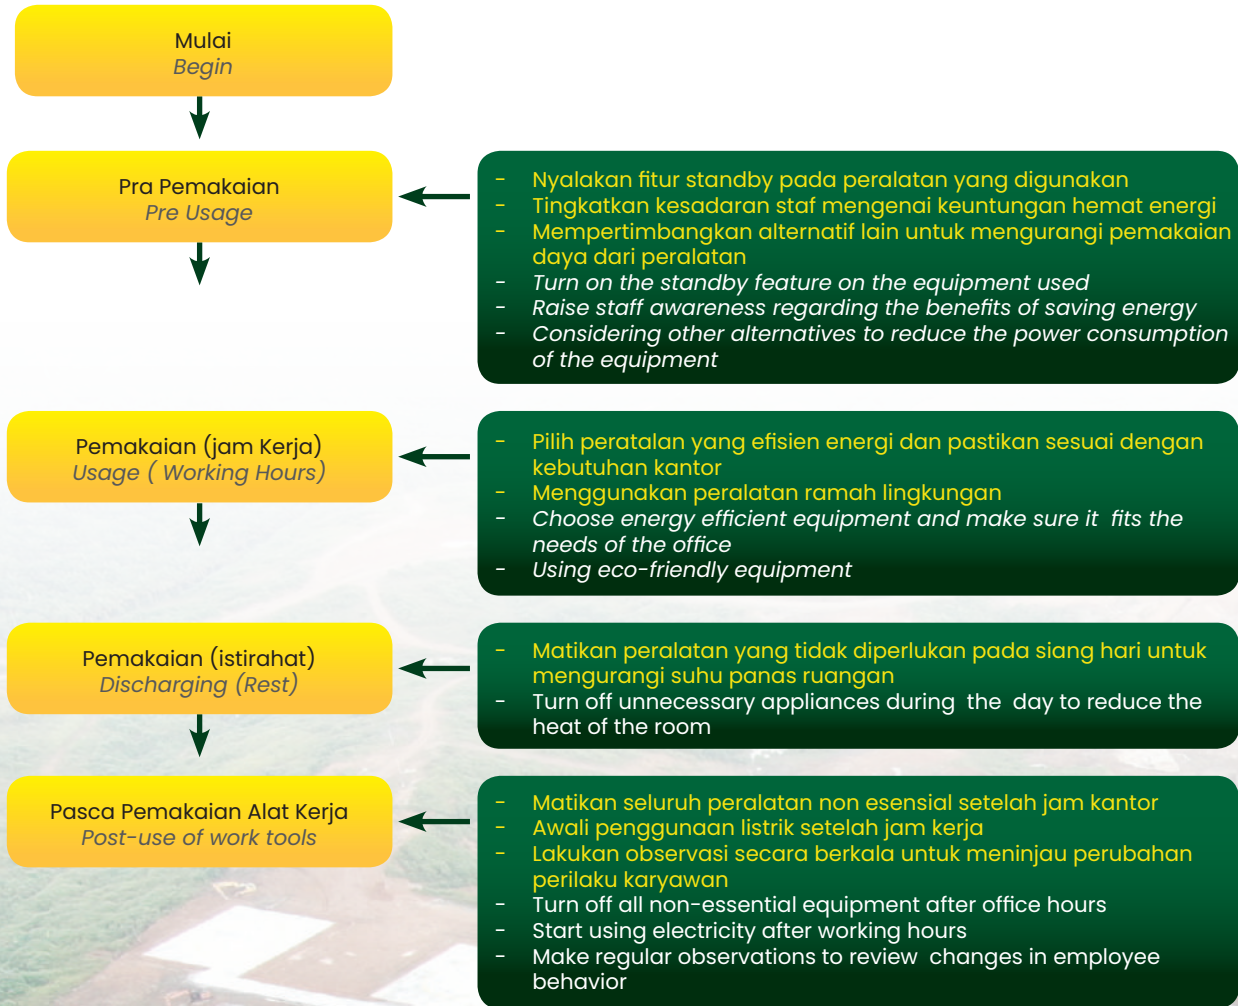 Mulai
Begin
Pra Pemakaian
Pre Usage
- Nyalakan fitur standby pada peralatan yang digunakan
- Tingkatkan kesadaran staf mengenai keuntungan hemat energi
- Mempertimbangkan alternatif lain untuk mengurangi pemakaian
daya dari peralatan
- Turn on the standby feature on the equipment used
- Raise staff awareness regarding the benefits of saving energy
- Considering other alternatives to reduce the power consumption
of the equipment
Pemakaian (jam Kerja)
Usage ( Working Hours)
- Pilih peratalan yang efisien energi dan pastikan sesuai dengan
kebutuhan kantor
- Menggunakan peralatan ramah lingkungan
- Choose energy efficient equipment and make sure it fits the
needs of the office
- Using eco-friendly equipment
Pemakaian (istirahat)
Discharging (Rest)
- Matikan peralatan yang tidak diperlukan pada siang hari untuk
mengurangi suhu panas ruangan
- Turn off unnecessary appliances during the day to reduce the
heat of the room
Pasca Pemakaian Alat Kerja
Post-use of work tools
- Matikan seluruh peralatan non esensial setelah jam kantor
- Awali penggunaan listrik setelah jam kerja
- Lakukan observasi secara berkala untuk meninjau perubahan
perilaku karyawan
- Turn off all non-essential equipment after office hours
- Start using electricity after working hours
- Make regular observations to review changes in employee
behavior